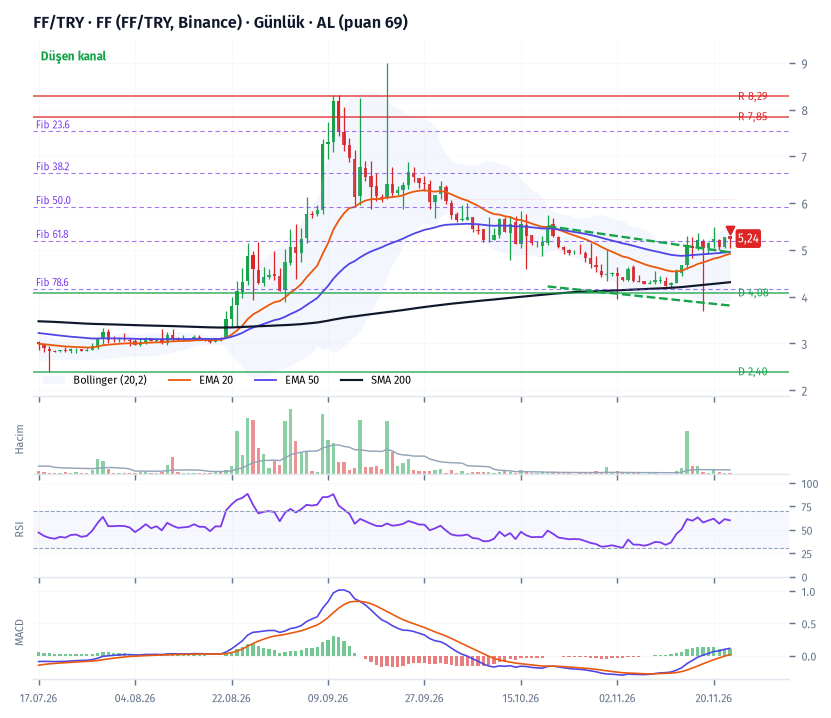 FF/TRY · FF (FF/TRY, Binance) · Günlük · AL (puan 69)
Düşen kanal
9
R 8,29
8
R 7,85
Fib 23.6
7
Fib 38.2
Fib 50.0
6
Fib 61.8
5,24
5
Fib 78.6
D 4,08
4
3
D 2,40
Bollinger (20,2) EMA 20 EMA 50 SMA 200
2
Hacim
100
75
RSI
50
25
0
1.0
0.5
MACD
0.0
17.07.26 04.08.26 22.08.26 09.09.26 27.09.26 15.10.26 02.11.26 20.11.26